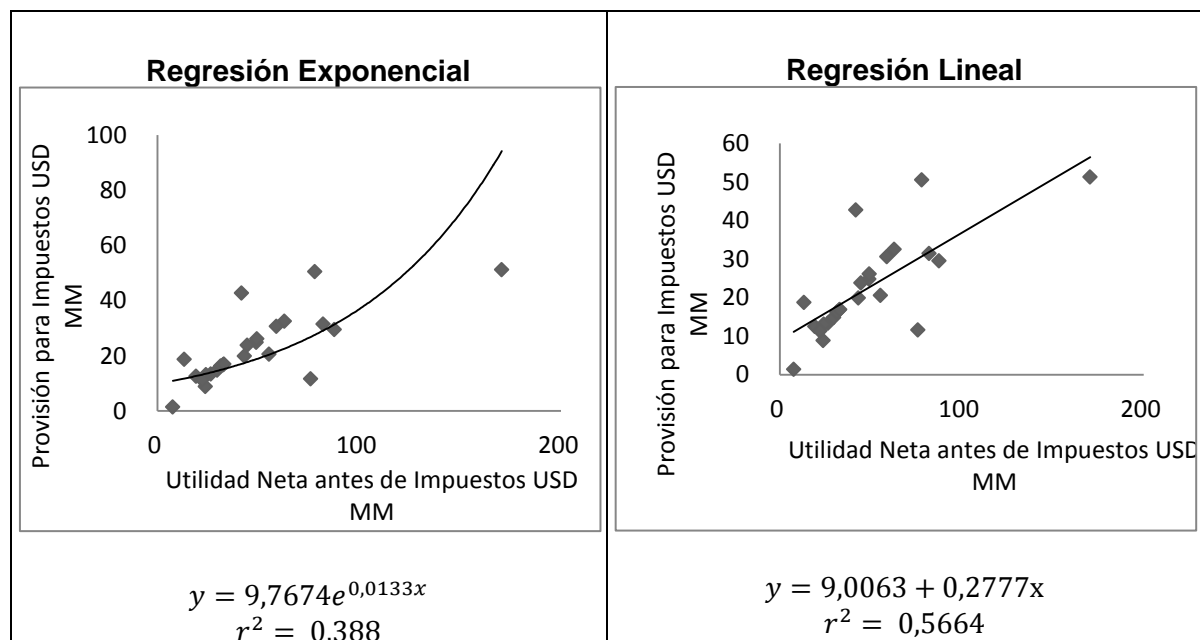 Regresión Exponencial
Provisión para Impuestos USD
MM
100
80
60
40
20
0
0 100 200
Utilidad Neta antes de Impuestos USD
MM
y = 9,7674e^{0,0133x}
r² = 0,388
Regresión Lineal
Provisión para Impuestos USD
MM
60
50
40
30
20
10
0
0 100 200
Utilidad Neta antes de Impuestos USD
MM
y = 9,0063 + 0,2777x
r² = 0,5664